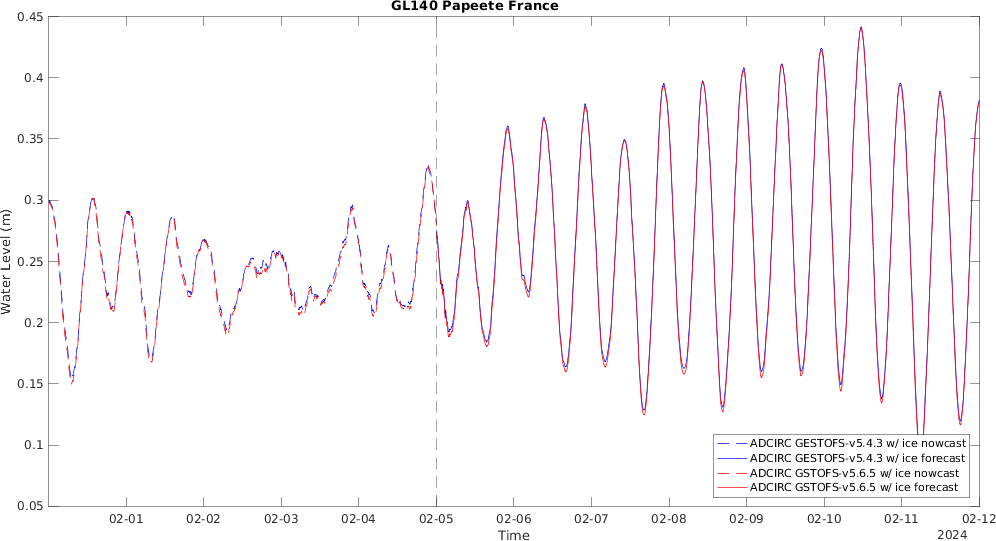 GL140 Papeete France
0.45
0.4
0.35
0.3
0.25
0.2
0.15
0.1
0.05
Water Level (m)
ADCIRC GESTOFS-v5.4.3 w/ ice nowcast
ADCIRC GESTOFS-v5.4.3 w/ ice forecast
ADCIRC GSTOFS-v5.6.5 w/ ice nowcast
ADCIRC GSTOFS-v5.6.5 w/ ice forecast
02-01 02-02 02-03 02-04 02-05 02-06 02-07 02-08 02-09 02-10 02-11 02-12
Time
2024